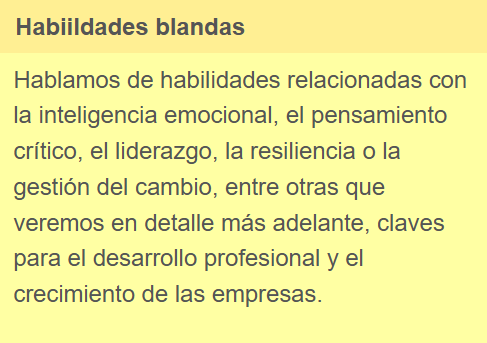 Habiildades blandas
Hablamos de habilidades relacionadas con
la inteligencia emocional, el pensamiento
crítico, el liderazgo, la resiliencia o la
gestión del cambio, entre otras que
veremos en detalle más adelante, claves
para el desarrollo profesional y el
crecimiento de las empresas.